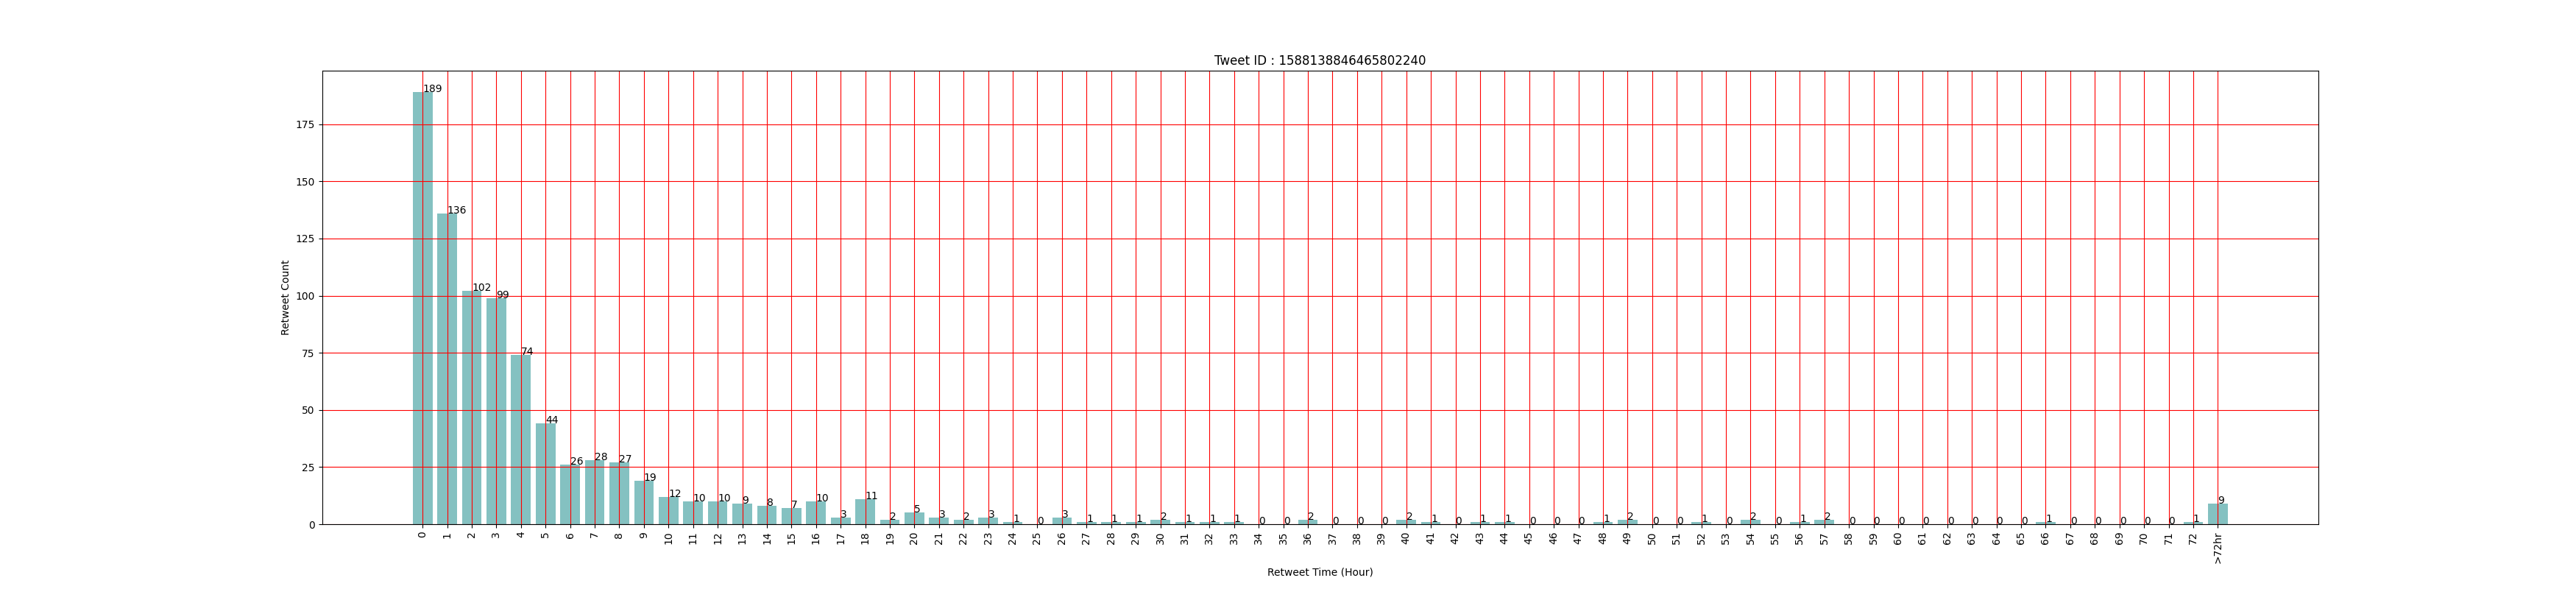 Tweet ID : 1588138846465802240
Retweet Count
175
150
125
100
75
50
25
0
189 136 102 99 74 44 26 28 27 19 12 10 10 9 8 7 10 3 11 2 5 3 2 3 1 0 3 1 1 1 2 1 1 1 0 0 2 0 0 0 2 1 0 1 1 0 0 0 1 2 0 0 1 0 2 0 1 2 0 0 0 0 0 0 0 0 1 0 0 0 0 0 1 9
0 1 2 3 4 5 6 7 8 9 10 11 12 13 14 15 16 17 18 19 20 21 22 23 24 25 26 27 28 29 30 31 32 33 34 35 36 37 38 39 40 41 42 43 44 45 46 47 48 49 50 51 52 53 54 55 56 57 58 59 60 61 62 63 64 65 66 67 68 69 70 71 72 >72hr
Retweet Time (Hour)